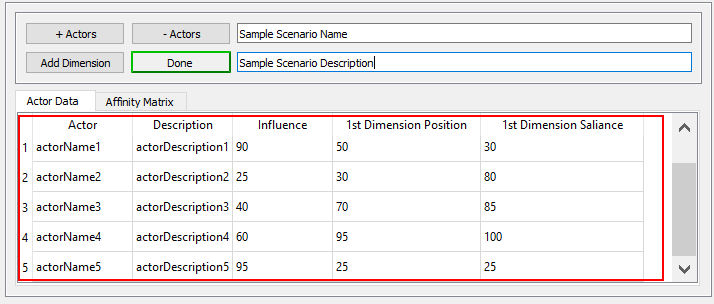 + Actors - Actors Sample Scenario Name
Add Dimension Done Sample Scenario Description
Actor Data Affinity Matrix
Actor Description Influence 1st Dimension Position 1st Dimension Saliance
1 actorName1 actorDescription1 90 50 30
2 actorName2 actorDescription2 25 30 80
3 actorName3 actorDescription3 40 70 85
4 actorName4 actorDescription4 60 95 100
5 actorName5 actorDescription5 95 25 25